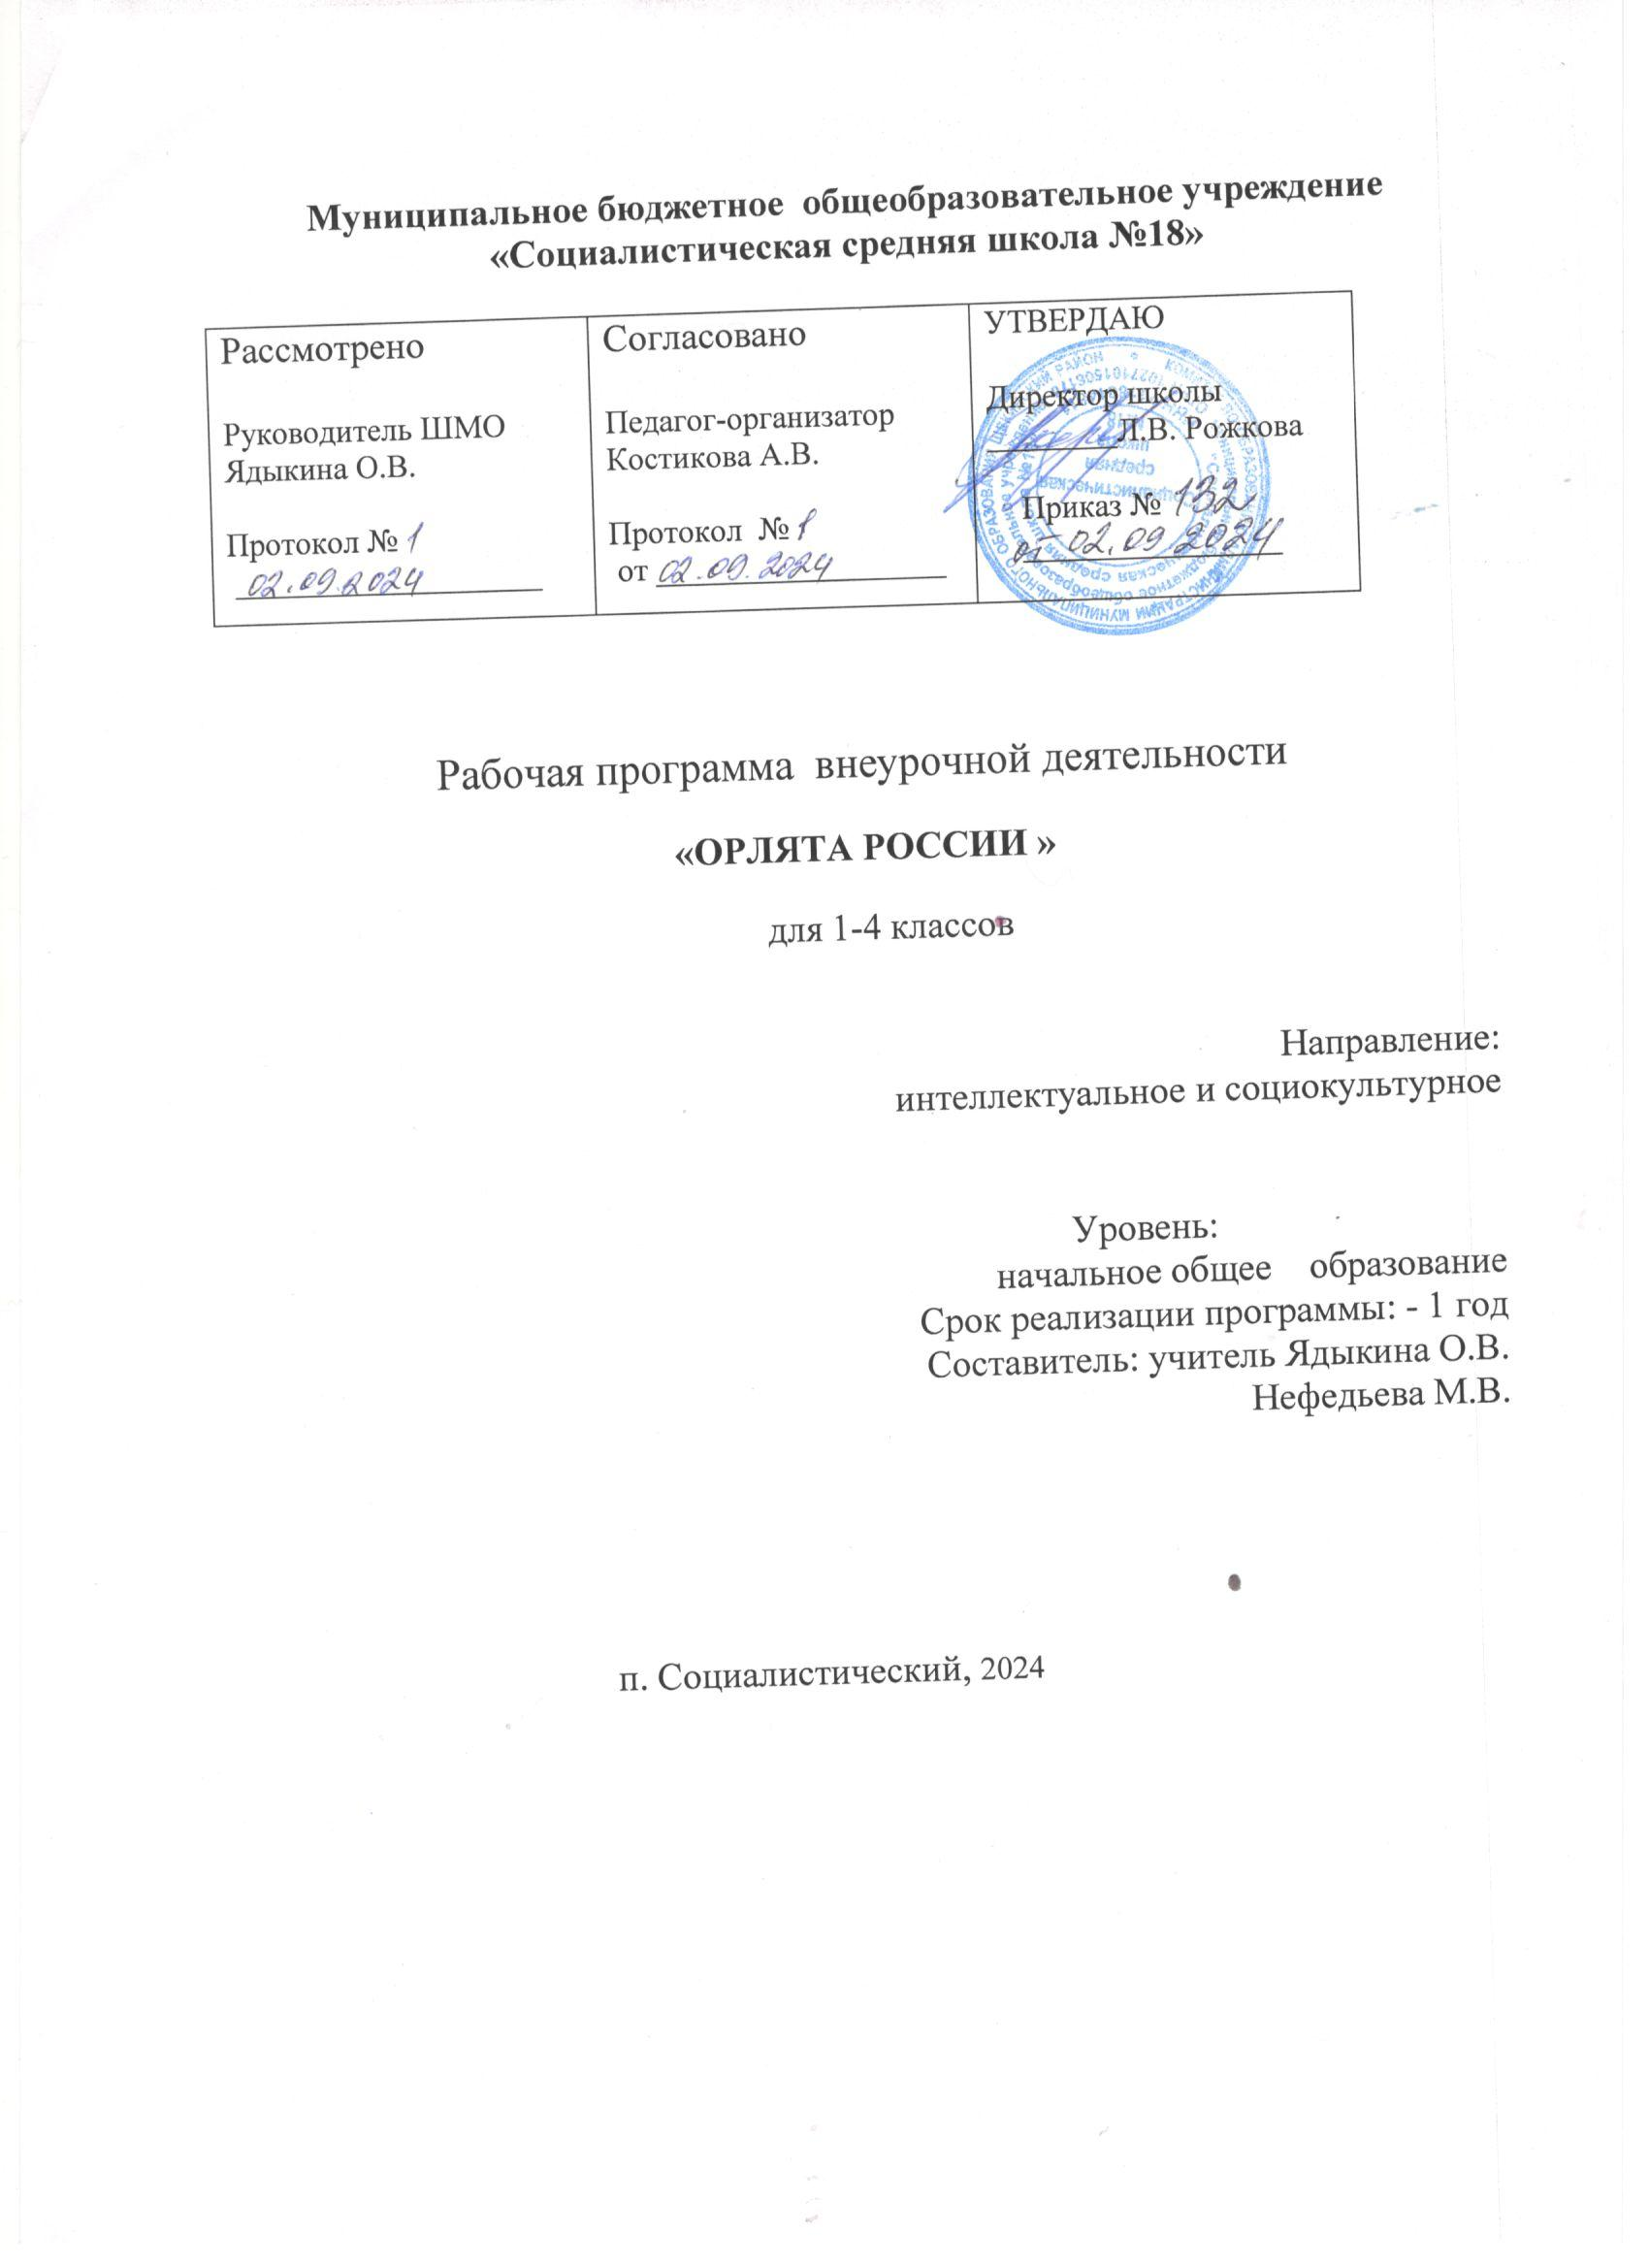 Муниципальное бюджетное общеобразовательное учреждение
«Социалистическая средняя школа №18»
Рассмотрено
Руководитель ШМО
Ядыкина О.В.
Протокол № 1
02.09.2024
Согласовано
Педагог-организатор
Костикова А.В.
Протокол № 1
от 02.09.2024
УТВЕРДАЮ
Директор школы
Л.В. Рожкова
Приказ № 132
от 02.09.2024
Рабочая программа внеурочной деятельности
«ОРЛЯТА РОССИИ »
для 1-4 классов
Направление:
интеллектуальное и социокультурное
Уровень:
начальное общее образование
Срок реализации программы: - 1 год
Составитель: учитель Ядыкина О.В.
Нефедьева М.В.
п. Социалистический, 2024